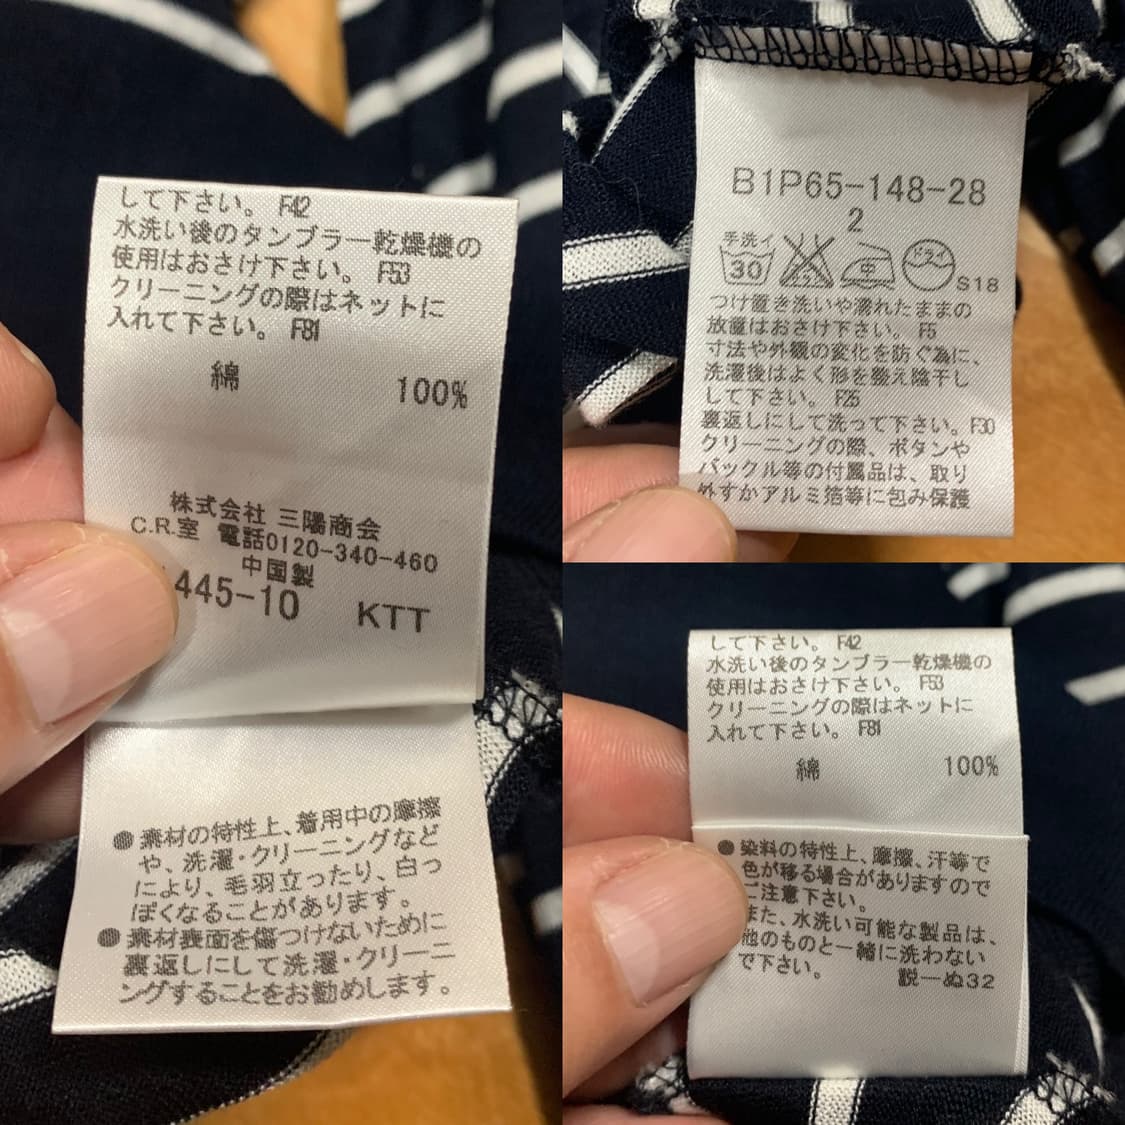 して下さい。 F42
水洗い後のタンブラー乾燥機の
使用はおさけ下さい。 F53
クリーニングの際はネットに
入れて下さい。 F81
綿 100%
株式会社 三陽商会
C.R.室 電話0120-340-460
中国製
445-10 KTT
●素材の特性上、着用中の摩擦
や、洗濯・クリーニングなど
により、毛羽立ったり、白っ
ぽくなることがあります。
●素材表面を傷つけないために
裏返しにして洗濯・クリーニ
ングすることをお勧めします。
B1P65-148-28
2
手洗イ
30 中 ドライ S18
つけ置き洗いや濡れたままの
放置はおさけ下さい。 F5
寸法や外観の変化を防ぐ為に、
洗濯後はよく形を整え陰干し
して下さい。 F25
裏返しにして洗って下さい。F30
クリーニングの際、ボタンや
バックル等の付属品は、取り
外すかアルミ箔等に包み保護
して下さい。 F42
水洗い後のタンブラー乾燥機の
使用はおさけ下さい。 F53
クリーニングの際はネットに
入れて下さい。 F81
綿 100%
●染料の特性上、摩擦、汗等で
色が移る場合がありますので
ご注意下さい。
また、水洗い可能な製品は、
他のものと一緒に洗わない
で下さい。 説ーぬ32